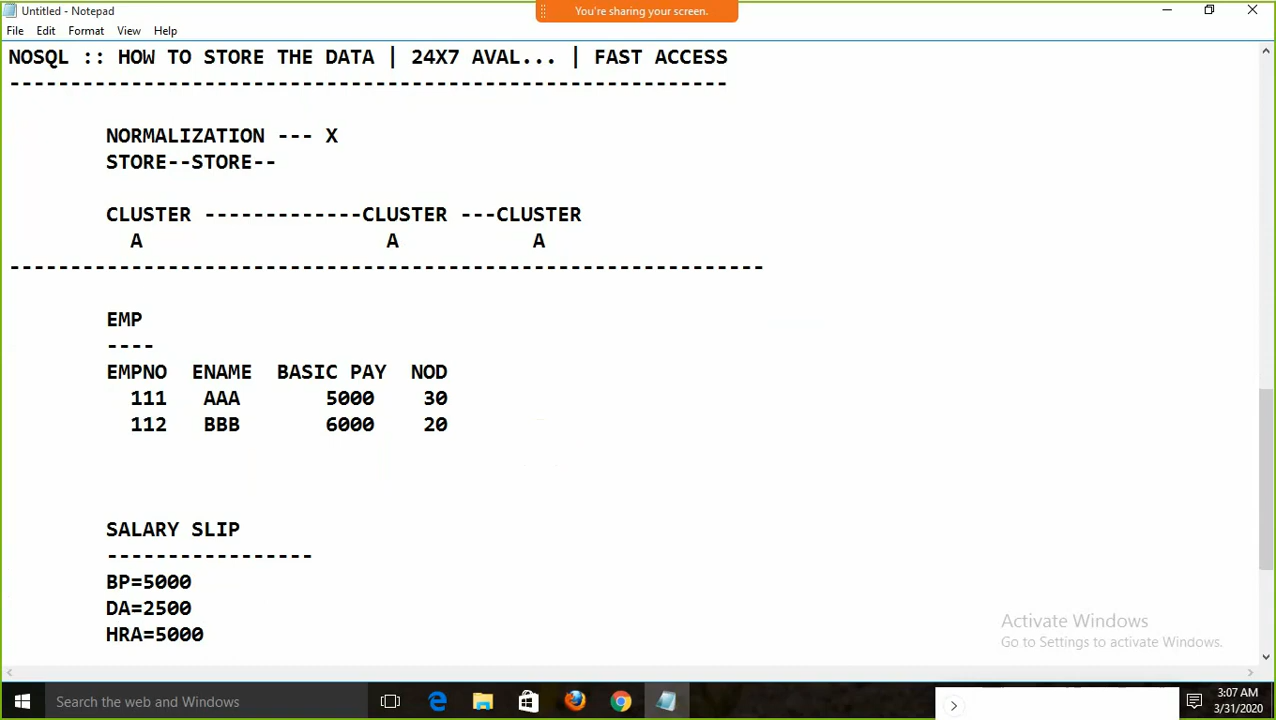 Untitled - Notepad
You're sharing your screen.
File Edit Format View Help
NOSQL :: HOW TO STORE THE DATA | 24X7 AVAL... | FAST ACCESS
-----------------------------------------------------------
NORMALIZATION --- X
STORE--STORE--
CLUSTER -------------CLUSTER ---CLUSTER
A A A
--------------------------------------------------------------
EMP
----
EMPNO ENAME BASIC PAY NOD
111 AAA 5000 30
112 BBB 6000 20
SALARY SLIP
-----------------
BP=5000
DA=2500
HRA=5000
Activate Windows
Go to Settings to activate Windows.
Search the web and Windows
3:07 AM
3/31/2020